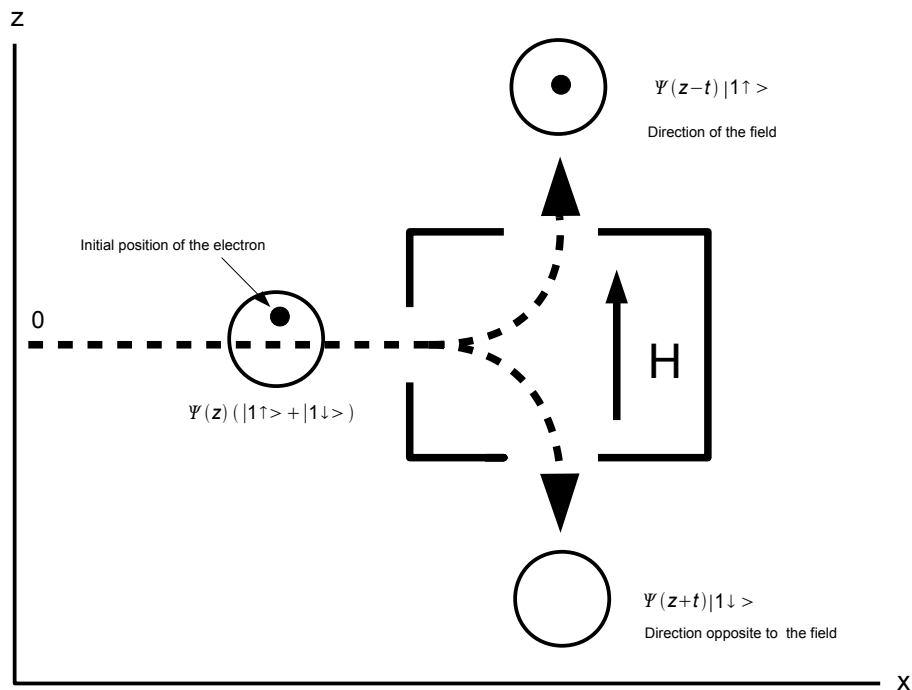 z
Ψ(z−t)|1↑>
Direction of the field
Initial position of the electron
0
H
Ψ(z)(|1↑>+|1↓>)
Ψ(z+t)|1↓>
Direction opposite to the field
x